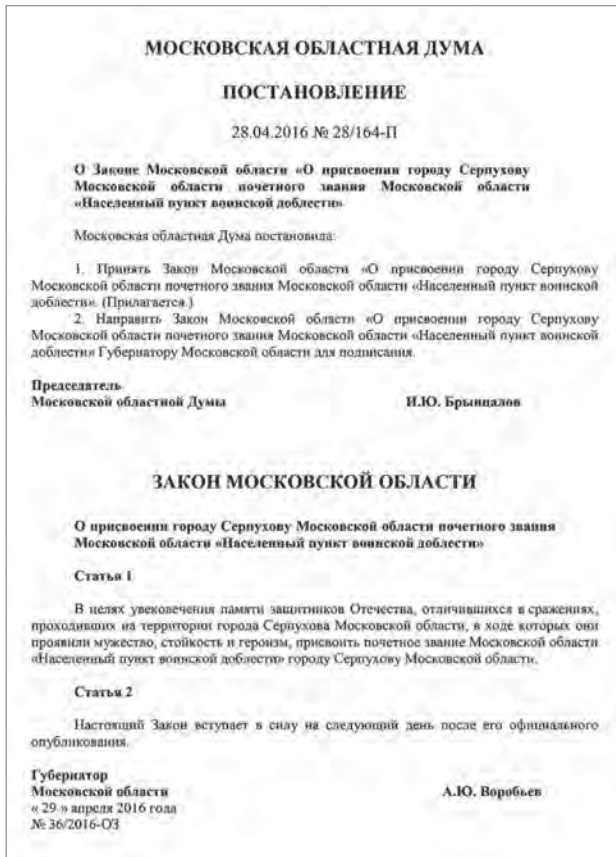 МОСКОВСКАЯ ОБЛАСТНАЯ ДУМА
ПОСТАНОВЛЕНИЕ
28.04.2016 № 28/164-П
О Законе Московской области «О присвоении городу Серпухову
Московской области почетного звания Московской области
«Населенный пункт воинской доблести»
Московская областная Дума постановила:
1. Принять Закон Московской области «О присвоении городу Серпухову
Московской области почетного звания Московской области «Населенный пункт воинской
доблести». (Прилагается.)
2. Направить Закон Московской области «О присвоении городу Серпухову
Московской области почетного звания Московской области «Населенный пункт воинской
доблести» Губернатору Московской области для подписания.
Председатель
Московской областной Думы И.Ю. Брынцалов
ЗАКОН МОСКОВСКОЙ ОБЛАСТИ
О присвоении городу Серпухову Московской области почетного звания
Московской области «Населенный пункт воинской доблести»
Статья 1
В целях увековечения памяти защитников Отечества, отличившихся в сражениях,
проходивших на территории города Серпухова Московской области, в ходе которых они
проявили мужество, стойкость и героизм, присвоить почетное звание Московской области
«Населенный пункт воинской доблести» городу Серпухову Московской области.
Статья 2
Настоящий Закон вступает в силу на следующий день после его официального
опубликования.
Губернатор
Московской области А.Ю. Воробьев
« 29 » апреля 2016 года
№ 36/2016-ОЗ